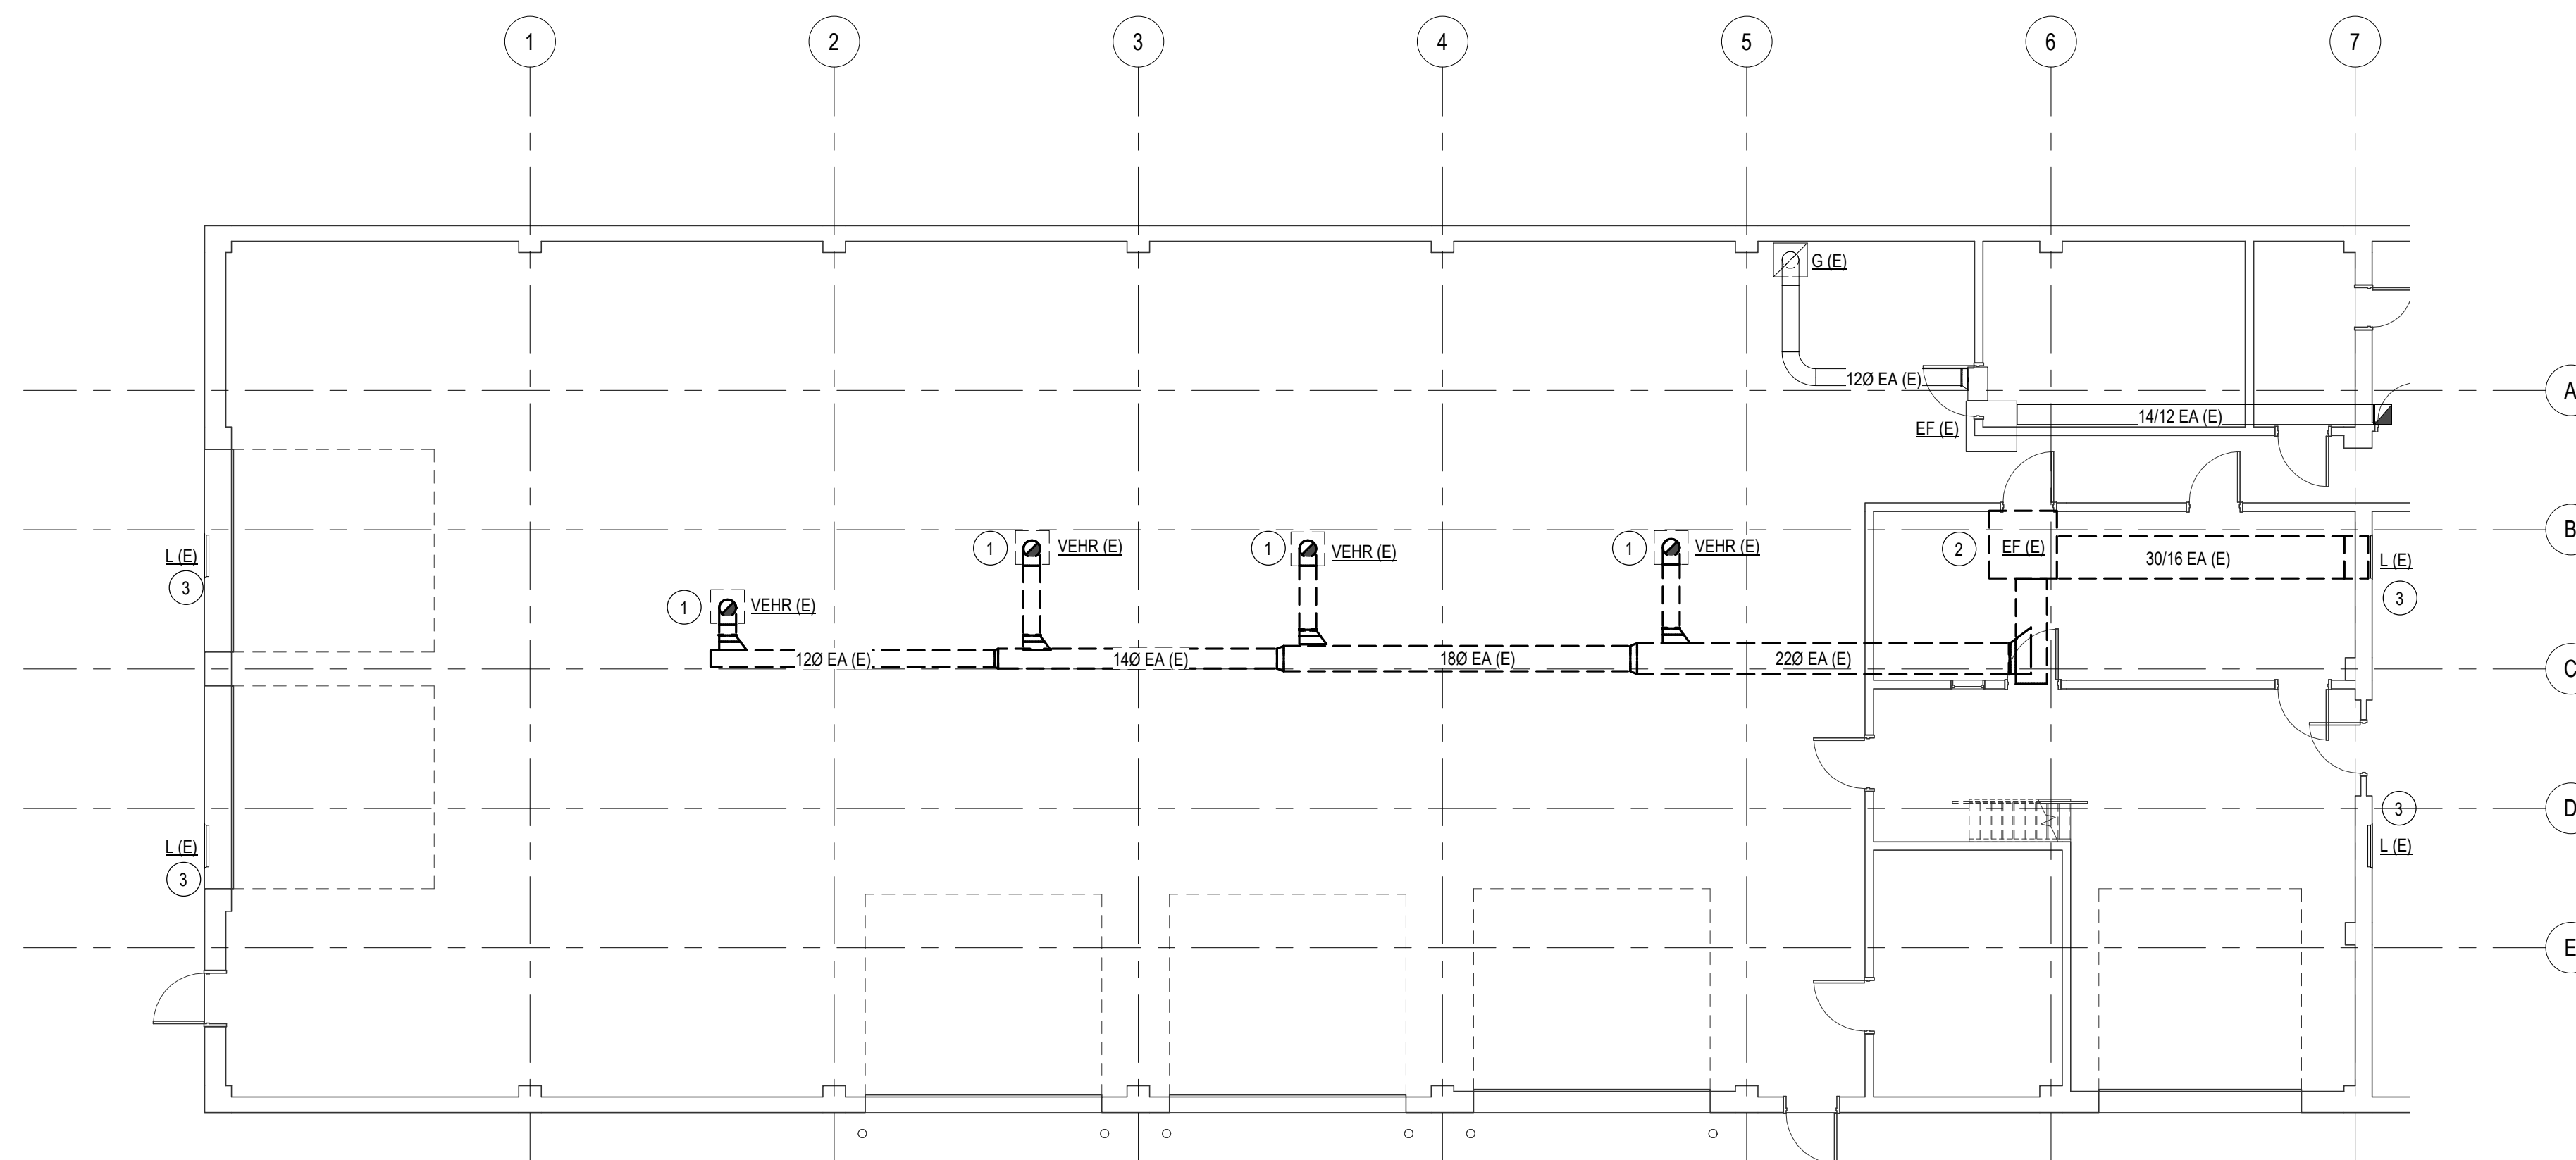 1 2 3 4 5 6 7
G (E)
12Ø EA (E)
A
14/12 EA (E)
EF (E)
B
L (E)
3
1 VEHR (E)
1 VEHR (E)
1 VEHR (E)
2 EF (E)
30/16 EA (E)
L (E)
3
1 VEHR (E)
12Ø EA (E)
14Ø EA (E)
18Ø EA (E)
22Ø EA (E)
C
3
D
L (E)
3
L (E)
E